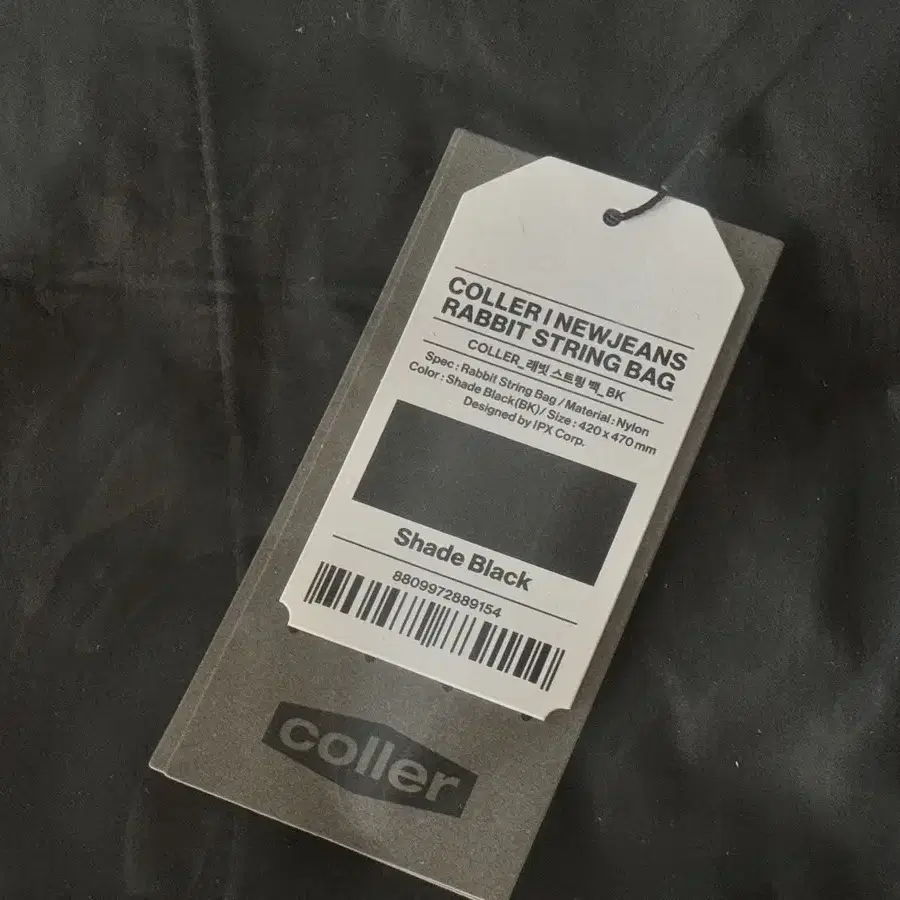 COLLER I NEWJEANS
RABBIT STRING BAG
COLLER_래빗 스트링 백_BK
Spec : Rabbit String Bag / Material : Nylon
Color : Shade Black(BK) / Size : 420 x 470 mm
Designed by IPX Corp.
Shade Black
8809972889154
coller